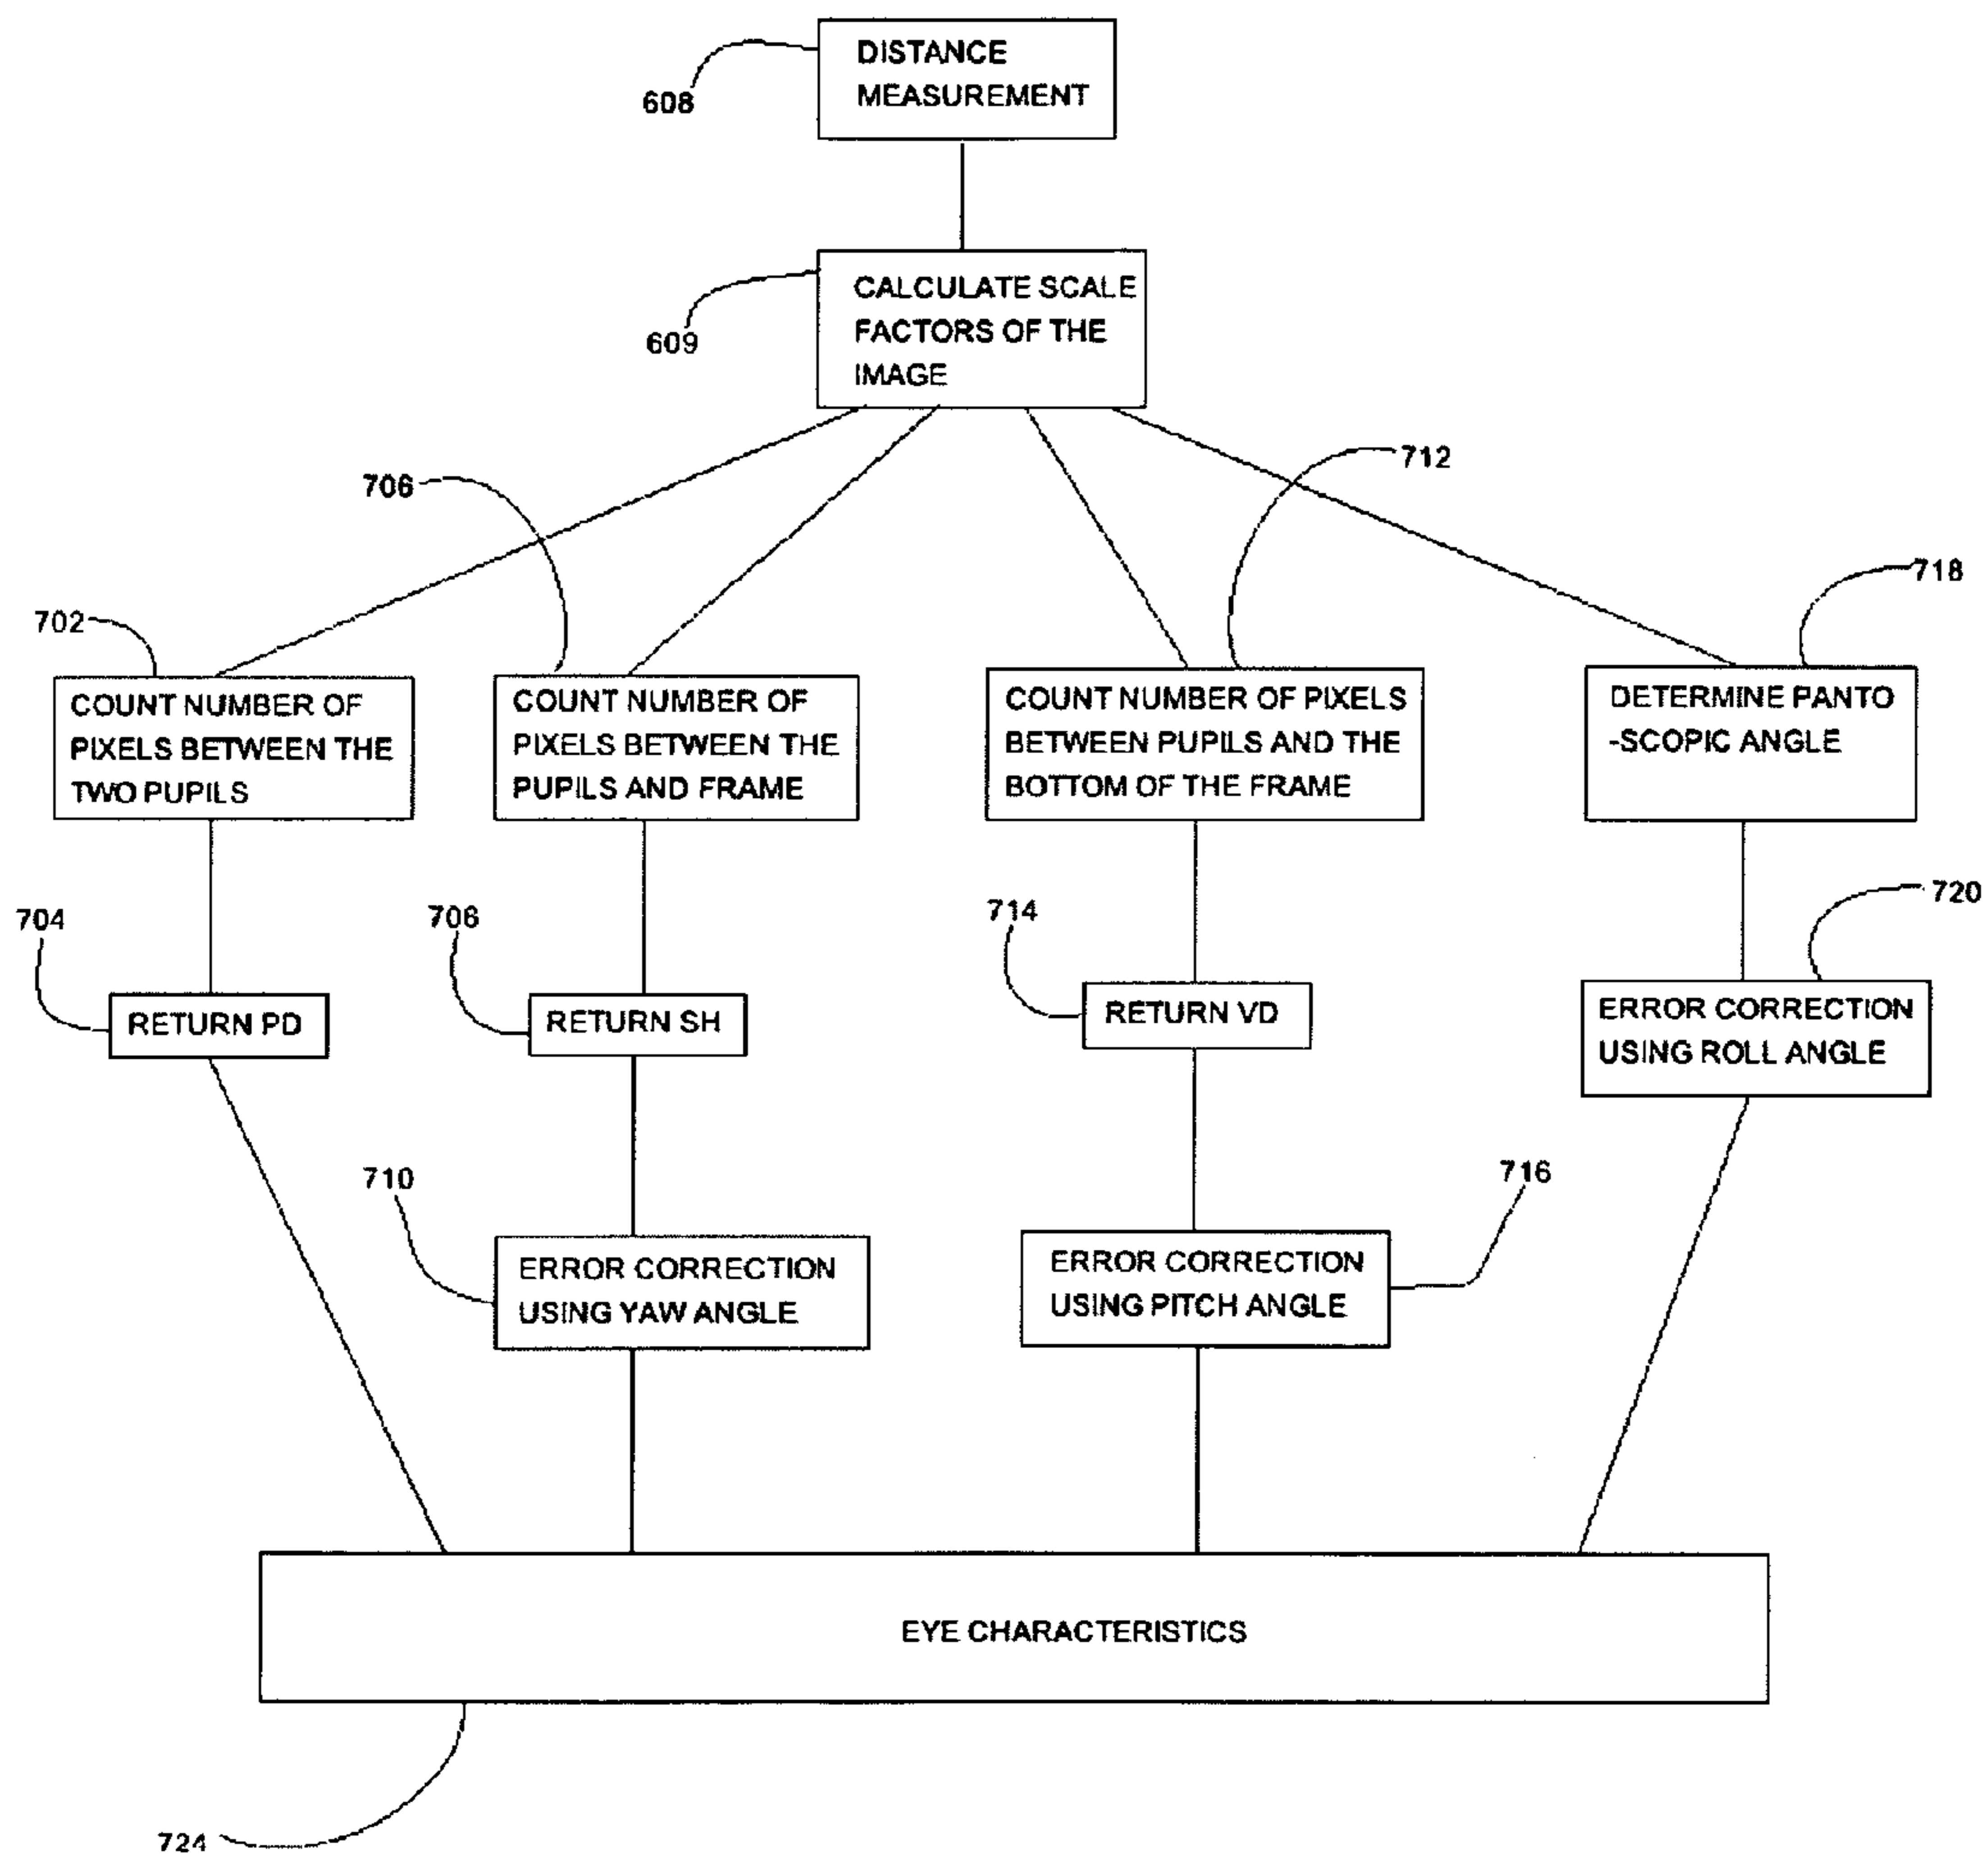 DISTANCE
MEASUREMENT
608
CALCULATE SCALE
FACTORS OF THE
IMAGE
609
706
712
718
702
COUNT NUMBER OF
PIXELS BETWEEN THE
TWO PUPILS
COUNT NUMBER OF
PIXELS BETWEEN THE
PUPILS AND FRAME
COUNT NUMBER OF PIXELS
BETWEEN PUPILS AND THE
BOTTOM OF THE FRAME
DETERMINE PANTO
-SCOPIC ANGLE
704
708
714
720
RETURN PD
RETURN SH
RETURN VD
ERROR CORRECTION
USING ROLL ANGLE
710
716
ERROR CORRECTION
USING YAW ANGLE
ERROR CORRECTION
USING PITCH ANGLE
EYE CHARACTERISTICS
724